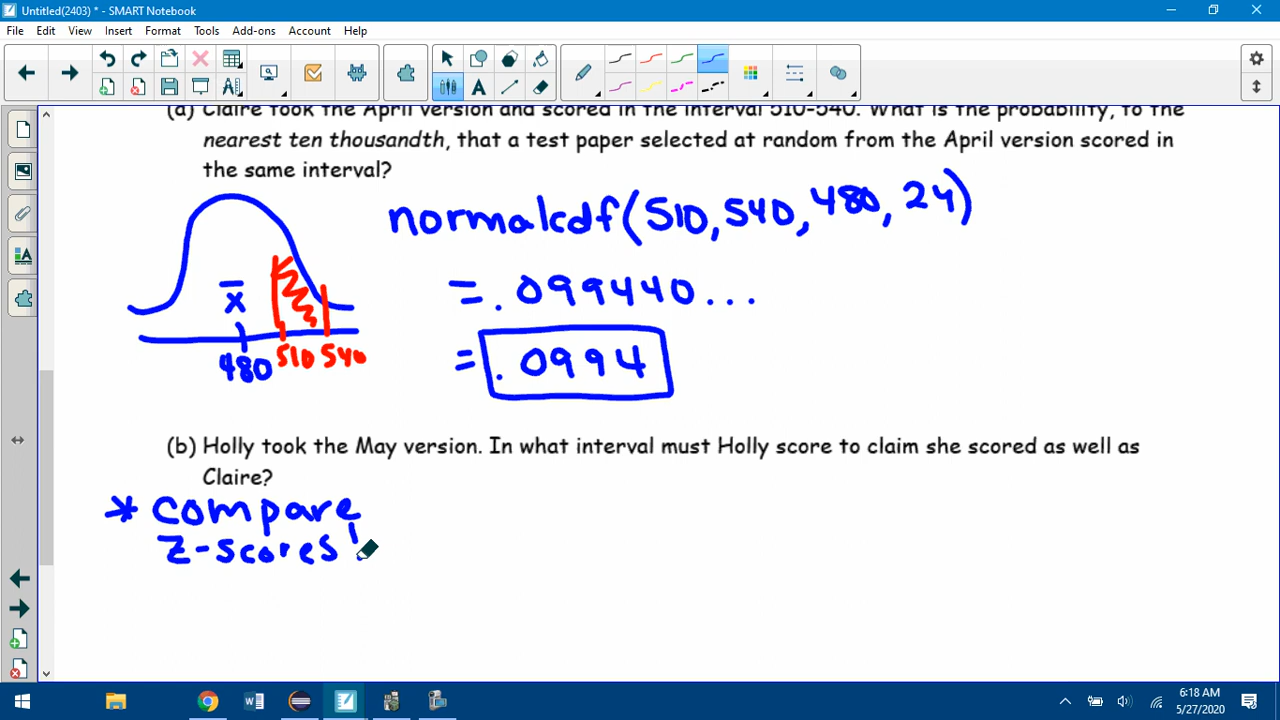 Untitled(2403) * - SMART Notebook
File Edit View Insert Format Tools Add-ons Account Help
(a) Claire took the April version and scored in the interval 510-540. What is the probability, to the
nearest ten thousandth, that a test paper selected at random from the April version scored in
the same interval?
normalcdf(510,540,480,24)
x̄
=.099440...
=.0994
480 510 540
(b) Holly took the May version. In what interval must Holly score to claim she scored as well as
Claire?
* Compare
z-scores!
6:18 AM
5/27/2020